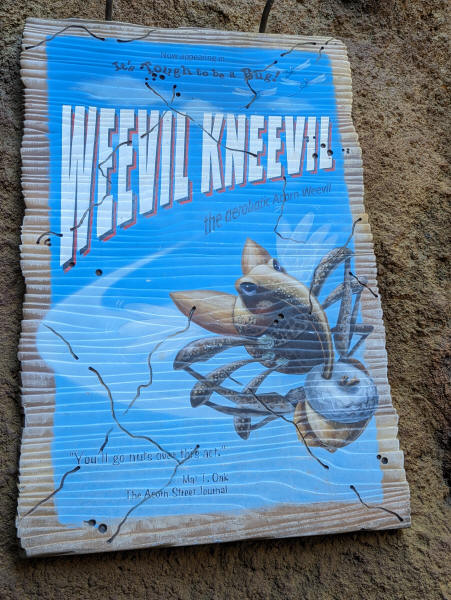 Now appearing in
It's Tough to be a Bug!
WEEVIL KNEEVIL
the aerobatic Acorn Weevil
"You'll go nuts over this act."
Mai T. Oak
The Acorn Street Journal